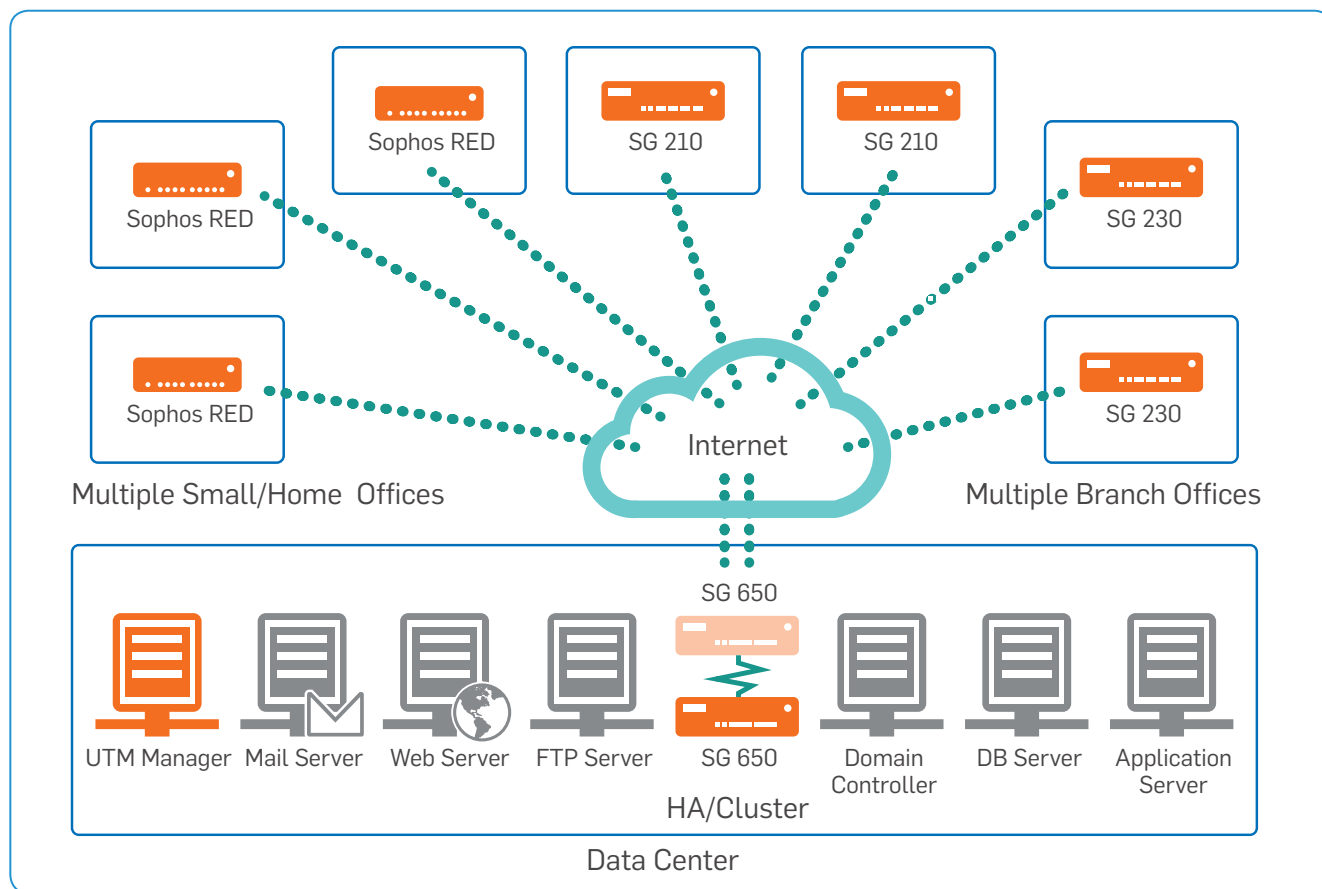 Sophos RED
SG 210
SG 210
Sophos RED
SG 230
Sophos RED
SG 230
Internet
Multiple Small/Home Offices
Multiple Branch Offices
SG 650
UTM Manager
Mail Server
Web Server
FTP Server
SG 650
Domain
Controller
DB Server
Application
Server
HA/Cluster
Data Center